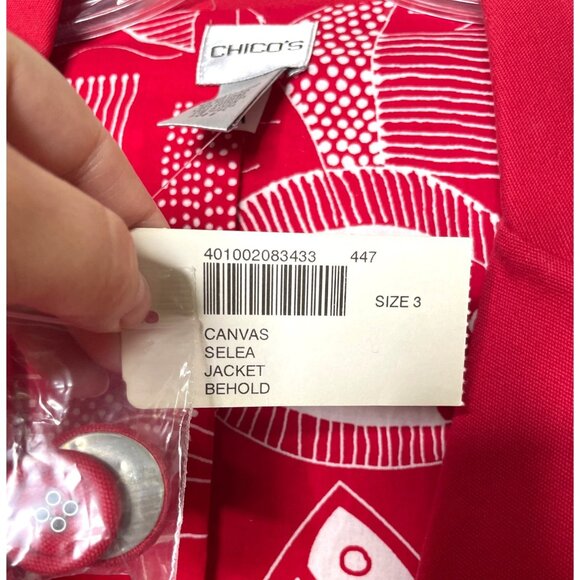 CHICO'S
401002083433 447
SIZE 3
CANVAS
SELEA
JACKET
BEHOLD